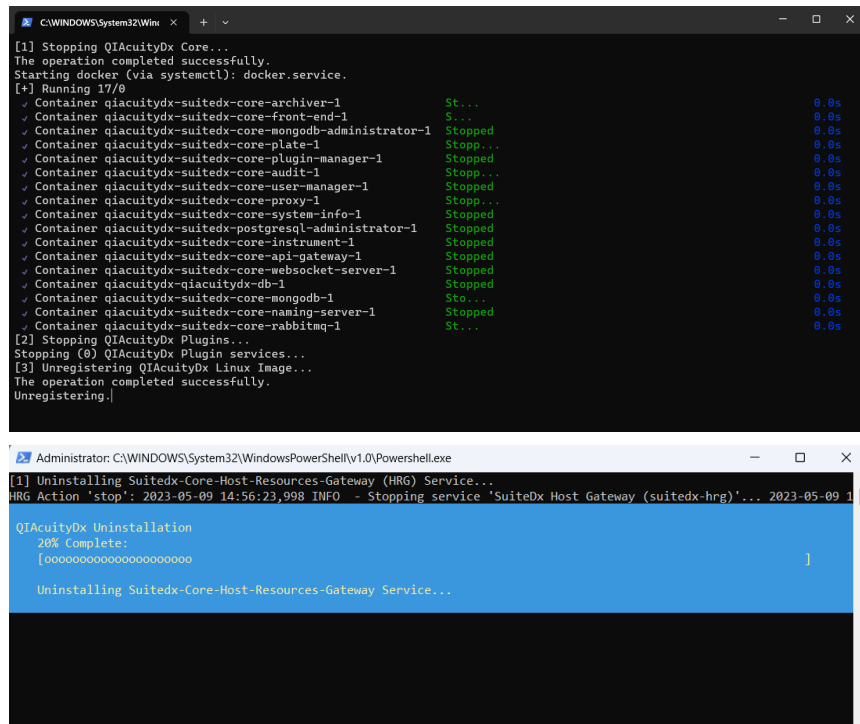 C:\WINDOWS\System32\Wind
[1] Stopping QIAcuityDx Core...
The operation completed successfully.
Starting docker (via systemctl): docker.service.
[+] Running 17/0
✓ Container qiacuitydx-suitedx-core-archiver-1 St... 0.0s
✓ Container qiacuitydx-suitedx-core-front-end-1 S... 0.0s
✓ Container qiacuitydx-suitedx-core-mongodb-administrator-1 Stopped 0.0s
✓ Container qiacuitydx-suitedx-core-plate-1 Stopp... 0.0s
✓ Container qiacuitydx-suitedx-core-plugin-manager-1 Stopped 0.0s
✓ Container qiacuitydx-suitedx-core-audit-1 Stopp... 0.0s
✓ Container qiacuitydx-suitedx-core-user-manager-1 Stopped 0.0s
✓ Container qiacuitydx-suitedx-core-proxy-1 Stopp... 0.0s
✓ Container qiacuitydx-suitedx-core-system-info-1 Stopped 0.0s
✓ Container qiacuitydx-suitedx-postgresql-administrator-1 Stopped 0.0s
✓ Container qiacuitydx-suitedx-core-instrument-1 Stopped 0.0s
✓ Container qiacuitydx-suitedx-core-api-gateway-1 Stopped 0.0s
✓ Container qiacuitydx-suitedx-core-websocket-server-1 Stopped 0.0s
✓ Container qiacuitydx-qiacuitydx-db-1 Stopped 0.0s
✓ Container qiacuitydx-suitedx-core-mongodb-1 Sto... 0.0s
✓ Container qiacuitydx-suitedx-core-naming-server-1 Stopped 0.0s
✓ Container qiacuitydx-suitedx-core-rabbitmq-1 St... 0.0s
[2] Stopping QIAcuityDx Plugins...
Stopping (0) QIAcuityDx Plugin services...
[3] Unregistering QIAcuityDx Linux Image...
The operation completed successfully.
Unregistering.
Administrator: C:\WINDOWS\System32\WindowsPowerShell\v1.0\Powershell.exe
[1] Uninstalling Suitedx-Core-Host-Resources-Gateway (HRG) Service...
HRG Action 'stop': 2023-05-09 14:56:23,998 INFO - Stopping service 'SuiteDx Host Gateway (suitedx-hrg)'... 2023-05-09 1
QIAcuityDx Uninstallation
20% Complete:
[ooooooooooooooooooooo ]
Uninstalling Suitedx-Core-Host-Resources-Gateway Service...